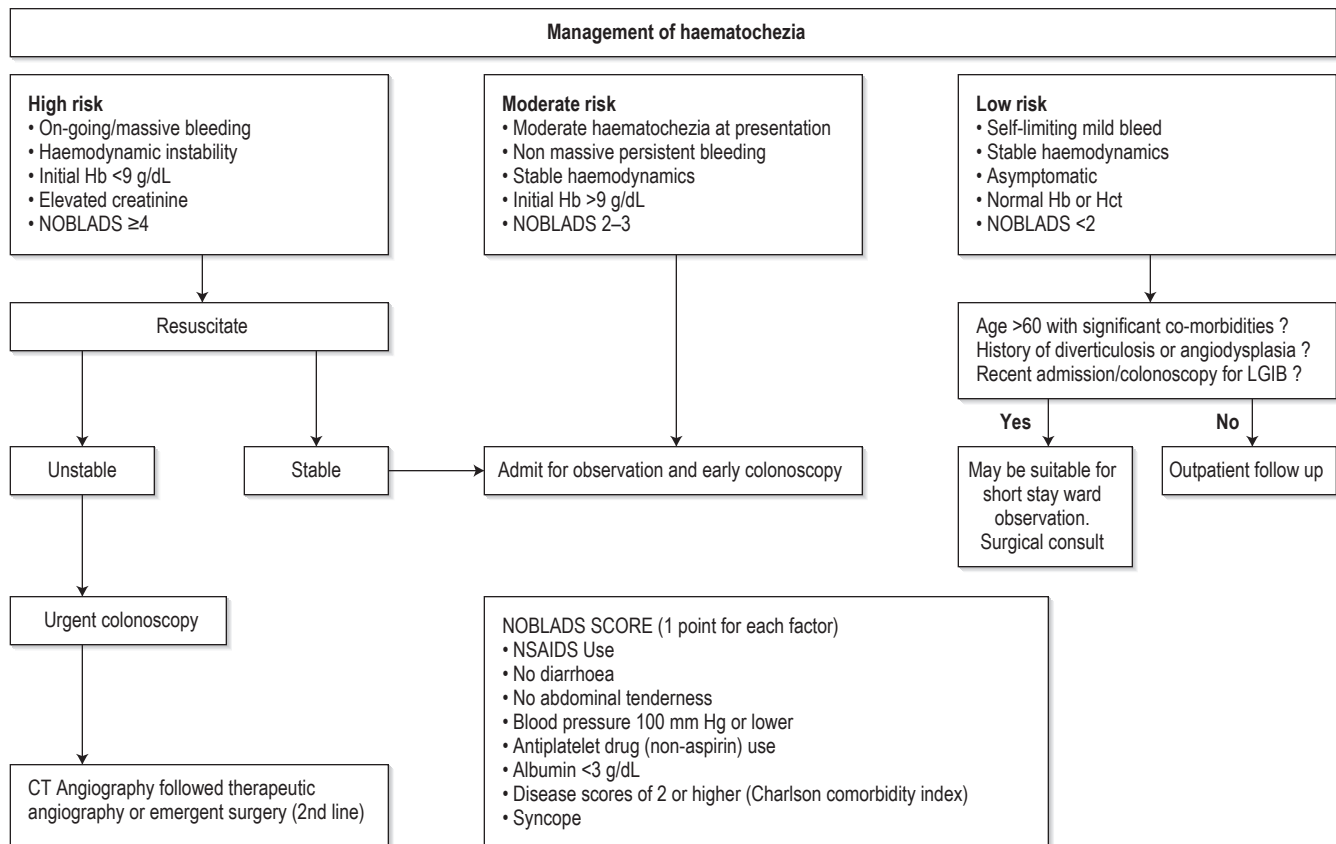 Management of haematochezia
High risk
• On-going/massive bleeding
• Haemodynamic instability
• Initial Hb <9 g/dL
• Elevated creatinine
• NOBLADS ≥4
Moderate risk
• Moderate haematochezia at presentation
• Non massive persistent bleeding
• Stable haemodynamics
• Initial Hb >9 g/dL
• NOBLADS 2–3
Low risk
• Self-limiting mild bleed
• Stable haemodynamics
• Asymptomatic
• Normal Hb or Hct
• NOBLADS <2
Resuscitate
Age >60 with significant co-morbidities ?
History of diverticulosis or angiodysplasia ?
Recent admission/colonoscopy for LGIB ?
Yes
No
Unstable
Stable
Admit for observation and early colonoscopy
May be suitable for
short stay ward
observation.
Surgical consult
Outpatient follow up
Urgent colonoscopy
NOBLADS SCORE (1 point for each factor)
• NSAIDS Use
• No diarrhoea
• No abdominal tenderness
• Blood pressure 100 mm Hg or lower
• Antiplatelet drug (non-aspirin) use
• Albumin <3 g/dL
• Disease scores of 2 or higher (Charlson comorbidity index)
• Syncope
CT Angiography followed therapeutic
angiography or emergent surgery (2nd line)